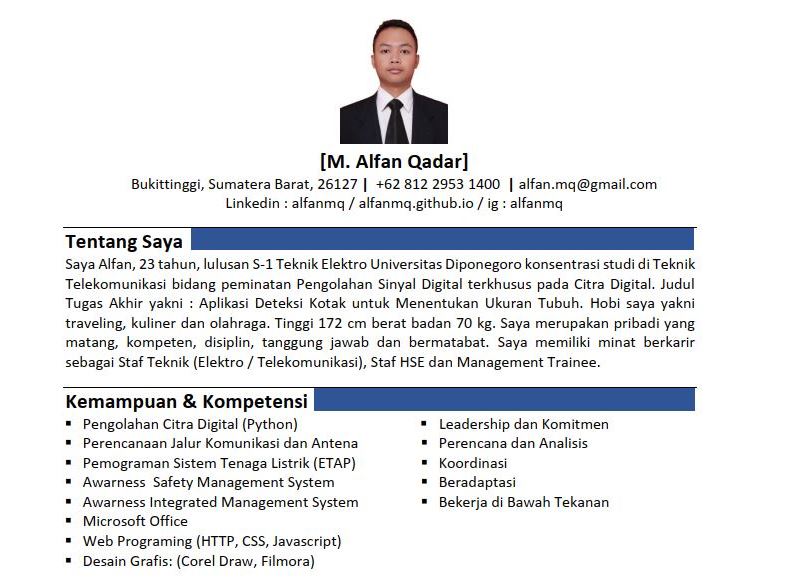 [M. Alfan Qadar]
Bukittinggi, Sumatera Barat, 26127 | +62 812 2953 1400 | alfan.mq@gmail.com
Linkedin : alfanmq / alfanmq.github.io / ig : alfanmq
Tentang Saya
Saya Alfan, 23 tahun, lulusan S-1 Teknik Elektro Universitas Diponegoro konsentrasi studi di Teknik
Telekomunikasi bidang peminatan Pengolahan Sinyal Digital terkhusus pada Citra Digital. Judul
Tugas Akhir yakni : Aplikasi Deteksi Kotak untuk Menentukan Ukuran Tubuh. Hobi saya yakni
traveling, kuliner dan olahraga. Tinggi 172 cm berat badan 70 kg. Saya merupakan pribadi yang
matang, kompeten, disiplin, tanggung jawab dan bermatabat. Saya memiliki minat berkarir
sebagai Staf Teknik (Elektro / Telekomunikasi), Staf HSE dan Management Trainee.
Kemampuan & Kompetensi
▪ Pengolahan Citra Digital (Python)
▪ Perencanaan Jalur Komunikasi dan Antena
▪ Pemograman Sistem Tenaga Listrik (ETAP)
▪ Awarness Safety Management System
▪ Awarness Integrated Management System
▪ Microsoft Office
▪ Web Programing (HTTP, CSS, Javascript)
▪ Desain Grafis: (Corel Draw, Filmora)
▪ Leadership dan Komitmen
▪ Perencana dan Analisis
▪ Koordinasi
▪ Beradaptasi
▪ Bekerja di Bawah Tekanan